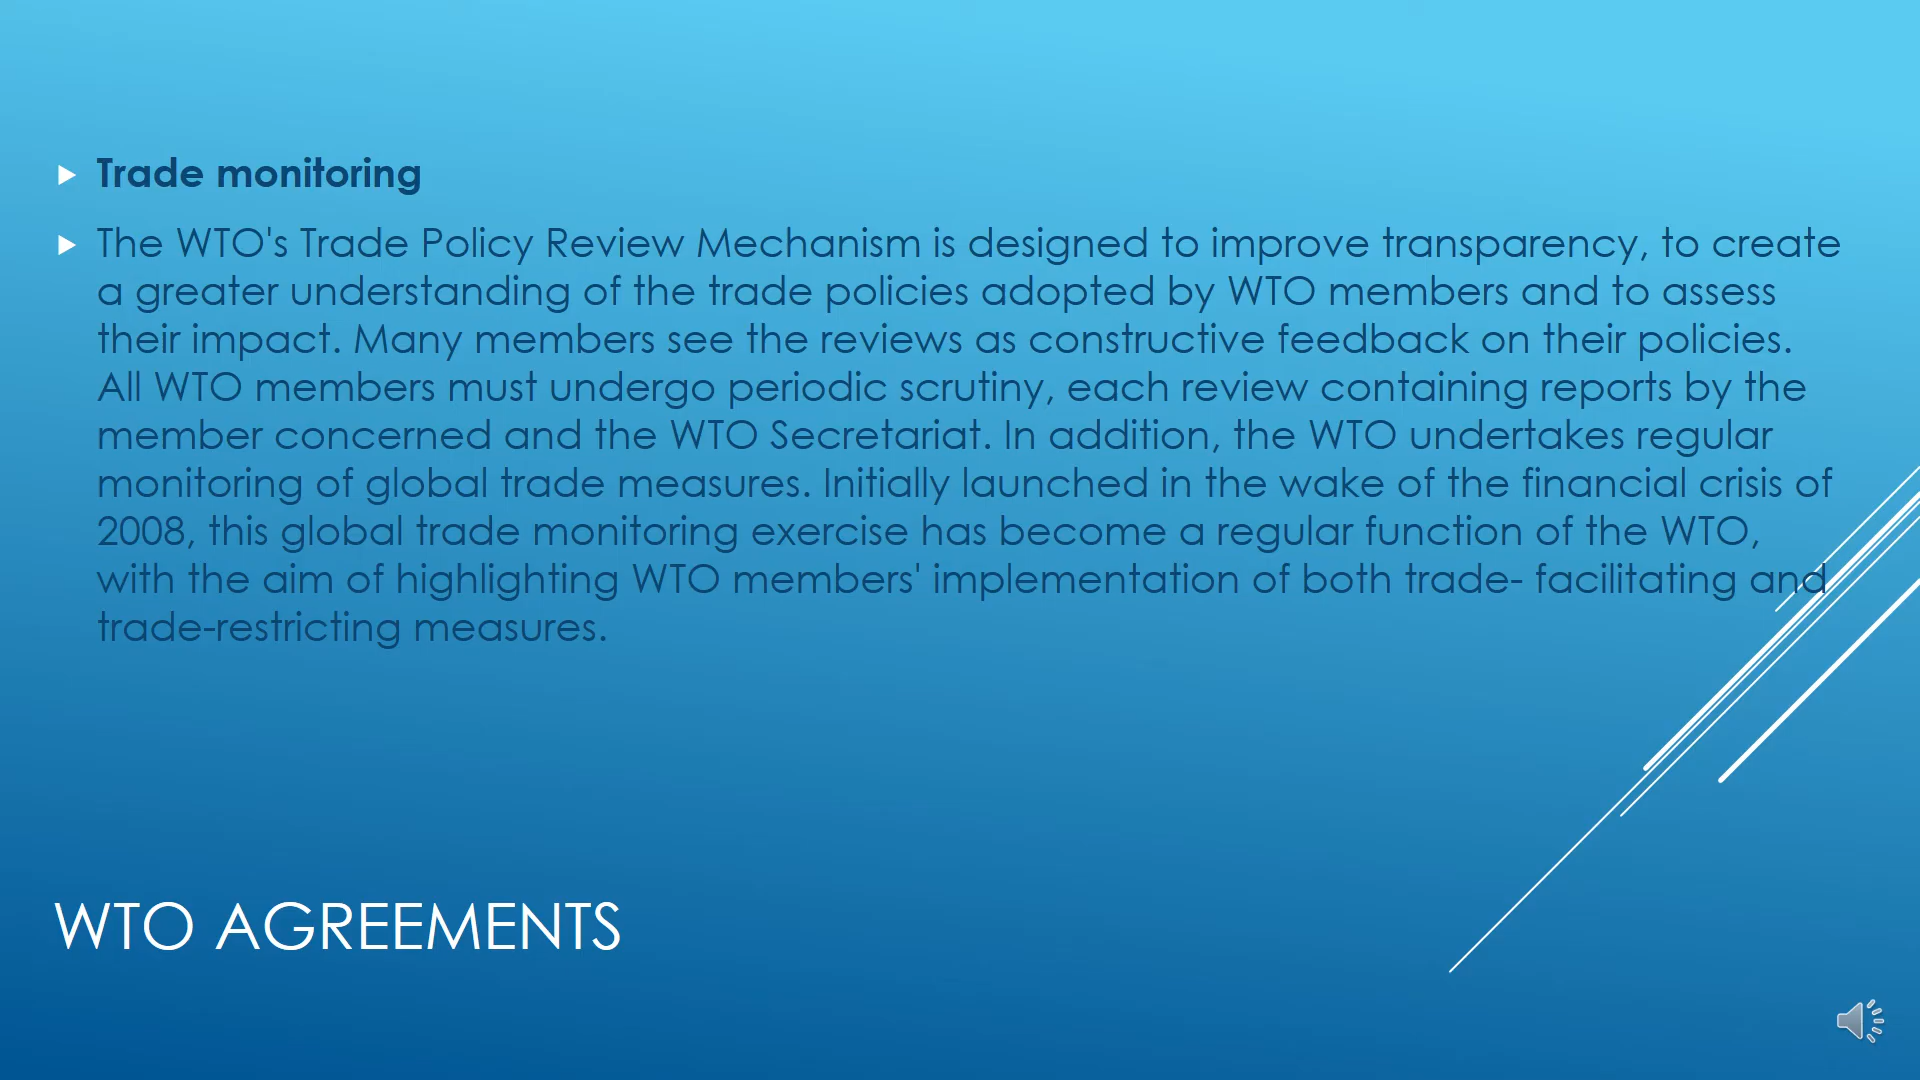 Trade monitoring
The WTO's Trade Policy Review Mechanism is designed to improve transparency, to create
a greater understanding of the trade policies adopted by WTO members and to assess
their impact. Many members see the reviews as constructive feedback on their policies.
All WTO members must undergo periodic scrutiny, each review containing reports by the
member concerned and the WTO Secretariat. In addition, the WTO undertakes regular
monitoring of global trade measures. Initially launched in the wake of the financial crisis of
2008, this global trade monitoring exercise has become a regular function of the WTO,
with the aim of highlighting WTO members' implementation of both trade- facilitating and
trade-restricting measures.
WTO AGREEMENTS